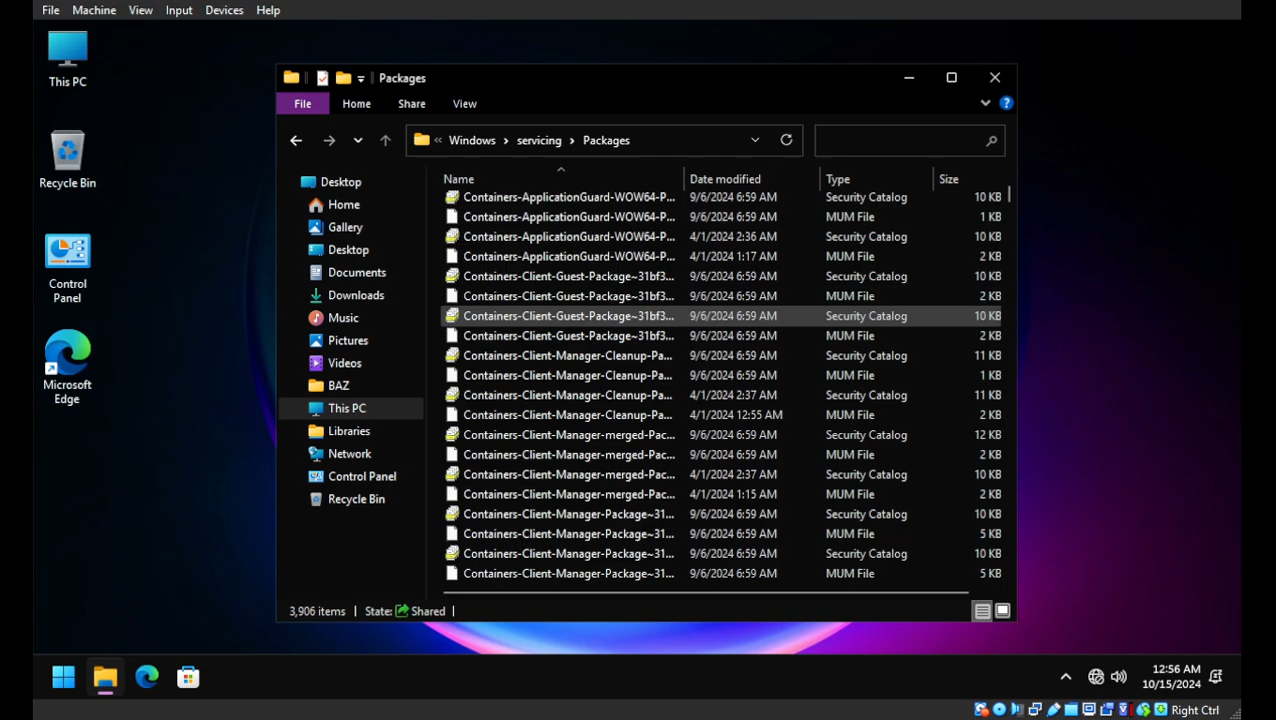 File Machine View Input Devices Help
This PC
Recycle Bin
Control
Panel
Microsoft
Edge
Packages
File Home Share View
« Windows > servicing > Packages
Desktop
Home
Gallery
Desktop
Documents
Downloads
Music
Pictures
Videos
BAZ
This PC
Libraries
Network
Control Panel
Recycle Bin
Name Date modified Type Size
Containers-ApplicationGuard-WOW64-P... 9/6/2024 6:59 AM Security Catalog 10 KB
Containers-ApplicationGuard-WOW64-P... 9/6/2024 6:59 AM MUM File 1 KB
Containers-ApplicationGuard-WOW64-P... 4/1/2024 2:36 AM Security Catalog 10 KB
Containers-ApplicationGuard-WOW64-P... 4/1/2024 1:17 AM MUM File 2 KB
Containers-Client-Guest-Package~31bf3... 9/6/2024 6:59 AM Security Catalog 10 KB
Containers-Client-Guest-Package~31bf3... 9/6/2024 6:59 AM MUM File 2 KB
Containers-Client-Guest-Package~31bf3... 9/6/2024 6:59 AM Security Catalog 10 KB
Containers-Client-Guest-Package~31bf3... 9/6/2024 6:59 AM MUM File 2 KB
Containers-Client-Manager-Cleanup-Pa... 9/6/2024 6:59 AM Security Catalog 11 KB
Containers-Client-Manager-Cleanup-Pa... 9/6/2024 6:59 AM MUM File 1 KB
Containers-Client-Manager-Cleanup-Pa... 4/1/2024 2:37 AM Security Catalog 11 KB
Containers-Client-Manager-Cleanup-Pa... 4/1/2024 12:55 AM MUM File 2 KB
Containers-Client-Manager-merged-Pac... 9/6/2024 6:59 AM Security Catalog 12 KB
Containers-Client-Manager-merged-Pac... 9/6/2024 6:59 AM MUM File 2 KB
Containers-Client-Manager-merged-Pac... 4/1/2024 2:37 AM Security Catalog 10 KB
Containers-Client-Manager-merged-Pac... 4/1/2024 1:15 AM MUM File 2 KB
Containers-Client-Manager-Package~31... 9/6/2024 6:59 AM Security Catalog 10 KB
Containers-Client-Manager-Package~31... 9/6/2024 6:59 AM MUM File 5 KB
Containers-Client-Manager-Package~31... 9/6/2024 6:59 AM Security Catalog 10 KB
Containers-Client-Manager-Package~31... 9/6/2024 6:59 AM MUM File 5 KB
3,906 items State: Shared
12:56 AM
10/15/2024
Right Ctrl